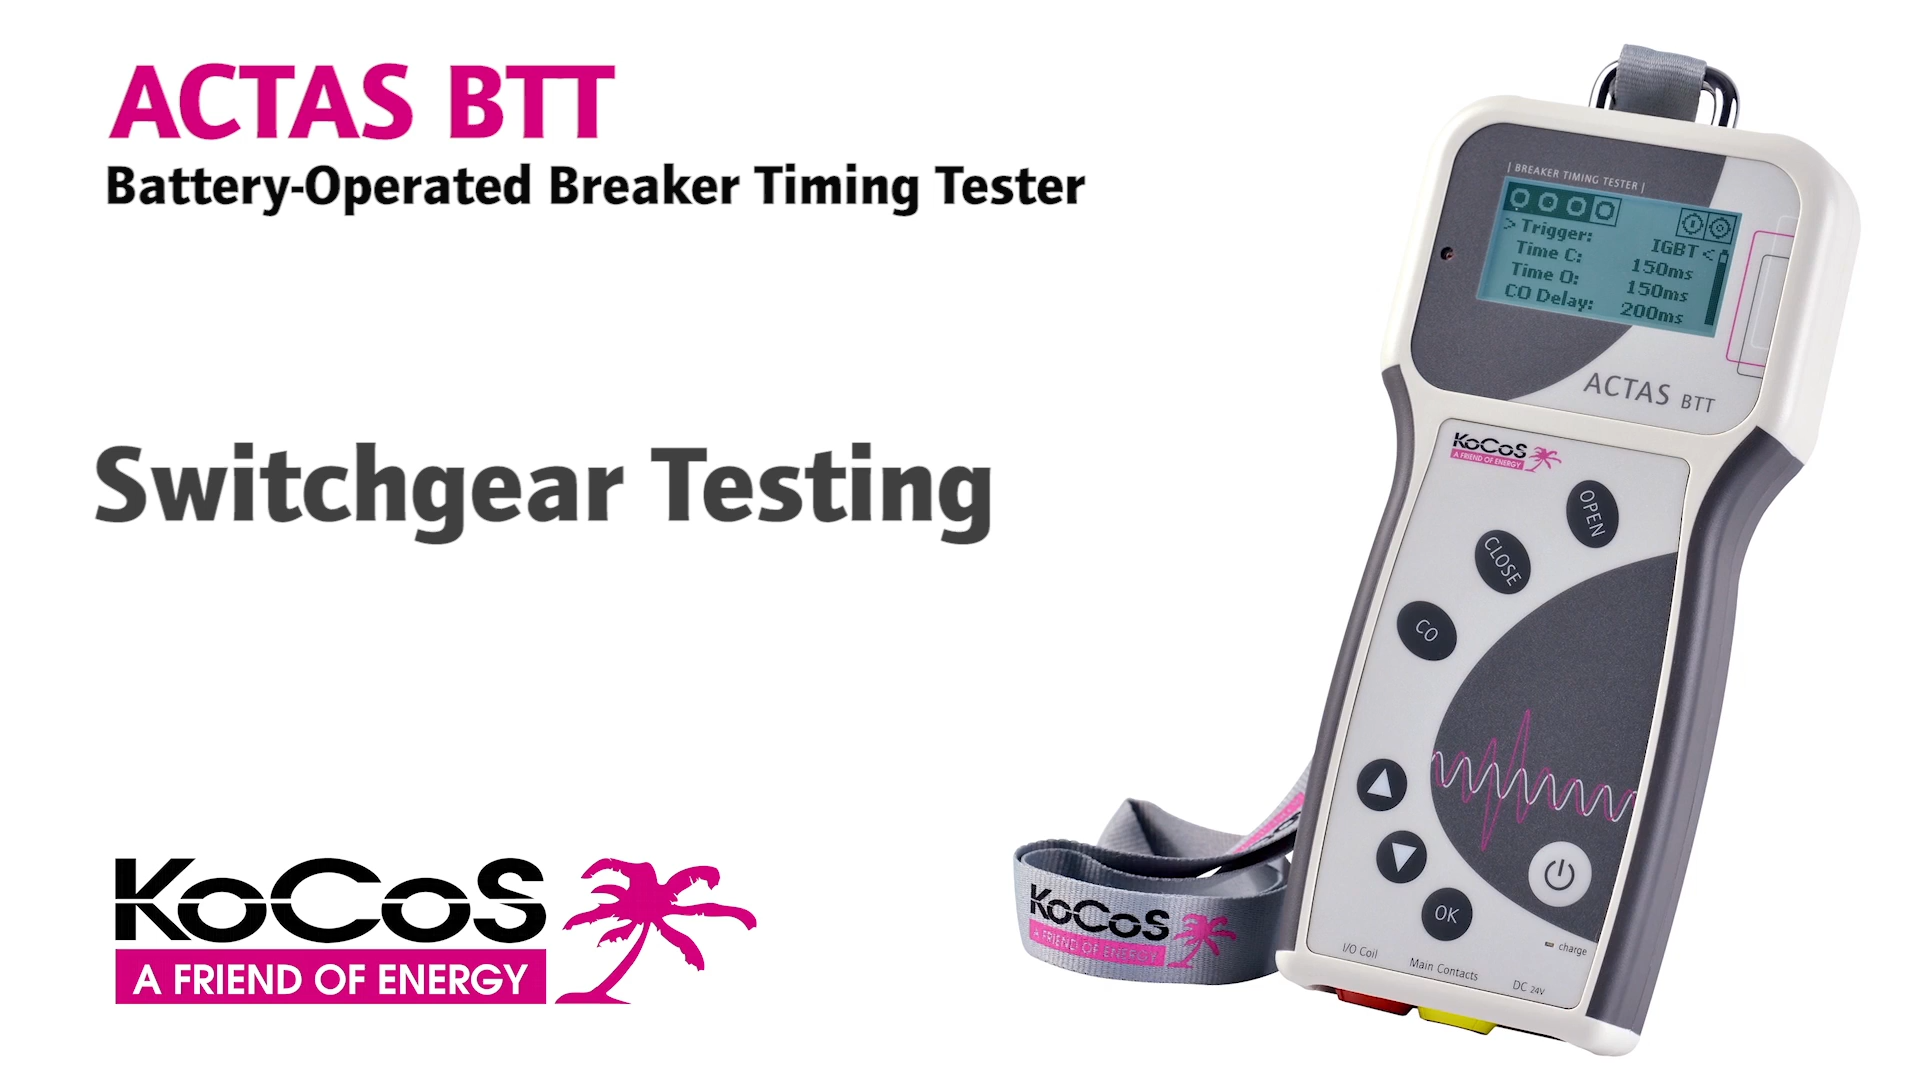 ACTAS BTT
Battery-Operated Breaker Timing Tester
Switchgear Testing
KoCoS
A FRIEND OF ENERGY
| BREAKER TIMING TESTER |
> Trigger: IGBT <
Time C: 150ms
Time O: 150ms
CO Delay: 200ms
ACTAS BTT
KoCoS
A FRIEND OF ENERGY
OPEN
CLOSE
CO
OK
charge
I/O Coil
Main Contacts
DC 24V
KoCoS
A FRIEND OF ENERGY